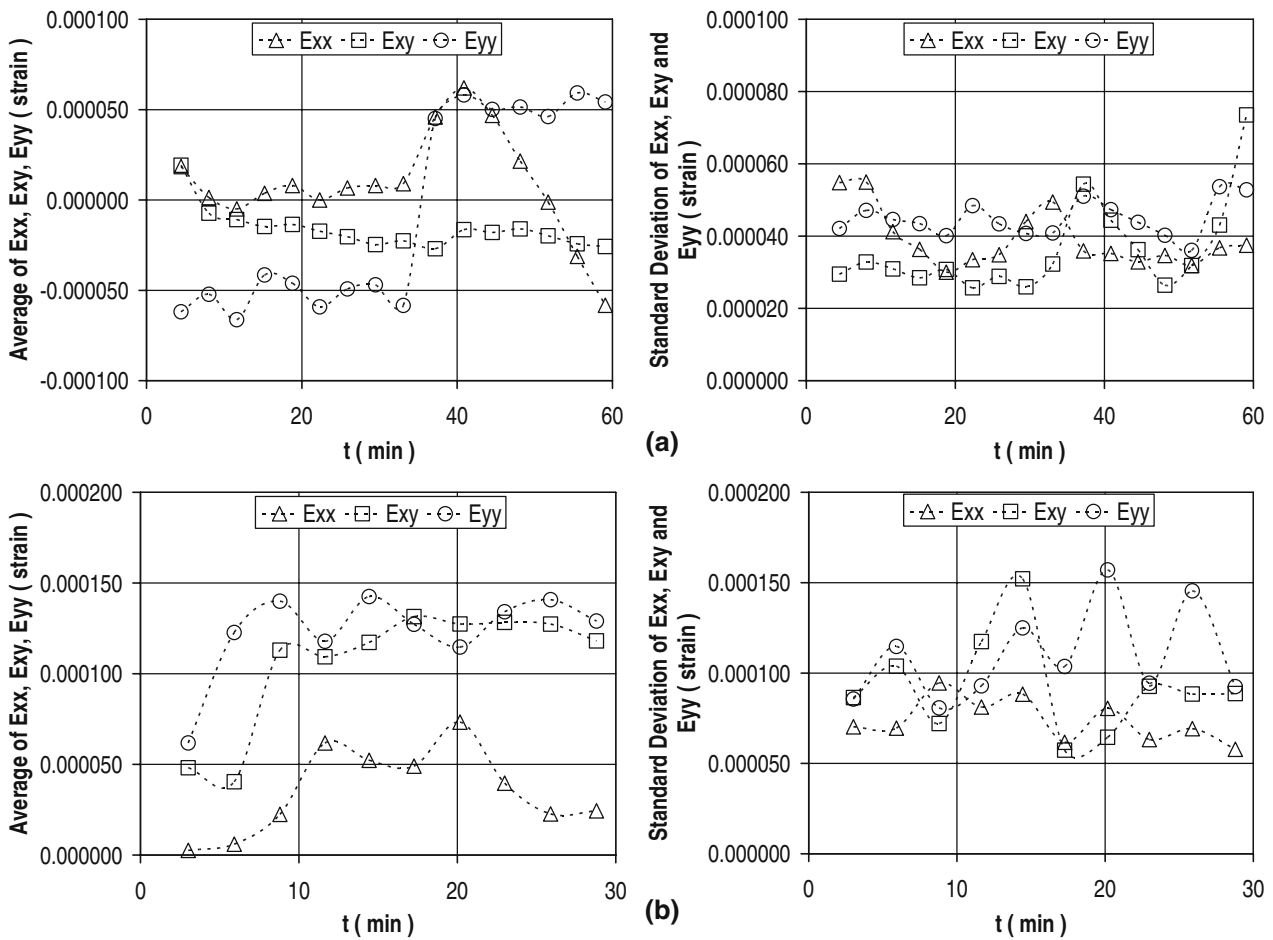 Average of Exx, Exy, Eyy ( strain )
0.000100
0.000050
0.000000
-0.000050
-0.000100
Exx Exy Eyy
0 20 40 60
t ( min )
Standard Deviation of Exx, Exy and
Eyy ( strain )
0.000100
0.000080
0.000060
0.000040
0.000020
0.000000
Exx Exy Eyy
0 20 40 60
t ( min )
(a)
Average of Exx, Exy, Eyy ( strain )
0.000200
0.000150
0.000100
0.000050
0.000000
Exx Exy Eyy
0 10 20 30
t ( min )
Standard Deviation of Exx, Exy and
Eyy ( strain )
0.000200
0.000150
0.000100
0.000050
0.000000
Exx Exy Eyy
0 10 20 30
t ( min )
(b)